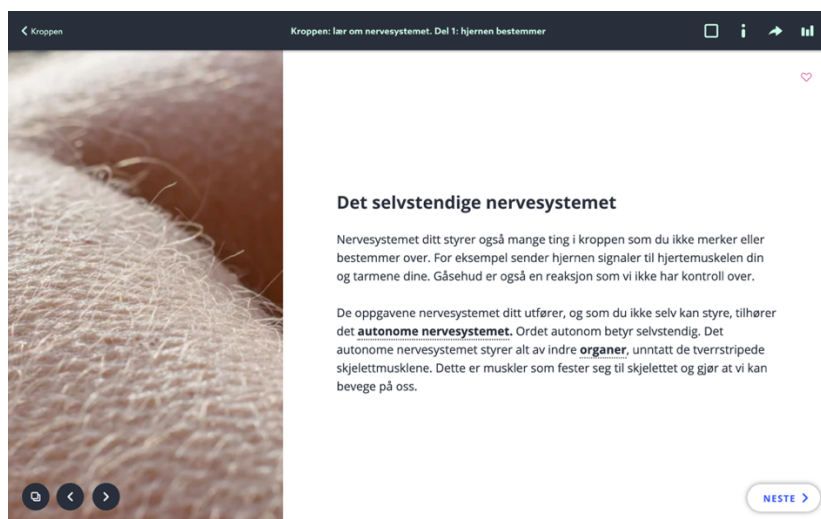 Kroppen
Kroppen: lær om nervesystemet. Del 1: hjernen bestemmer
Det selvstendige nervesystemet
Nervesystemet ditt styrer også mange ting i kroppen som du ikke merker eller
bestemmer over. For eksempel sender hjernen signaler til hjertemuskelen din
og tarmene dine. Gåsehud er også en reaksjon som vi ikke har kontroll over.
De oppgavene nervesystemet ditt utfører, og som du ikke selv kan styre, tilhører
det autonome nervesystemet. Ordet autonom betyr selvstendig. Det
autonome nervesystemet styrer alt av indre organer, unntatt de tverrstripede
skjelettmusklene. Dette er muskler som fester seg til skjelettet og gjør at vi kan
bevege på oss.
NESTE